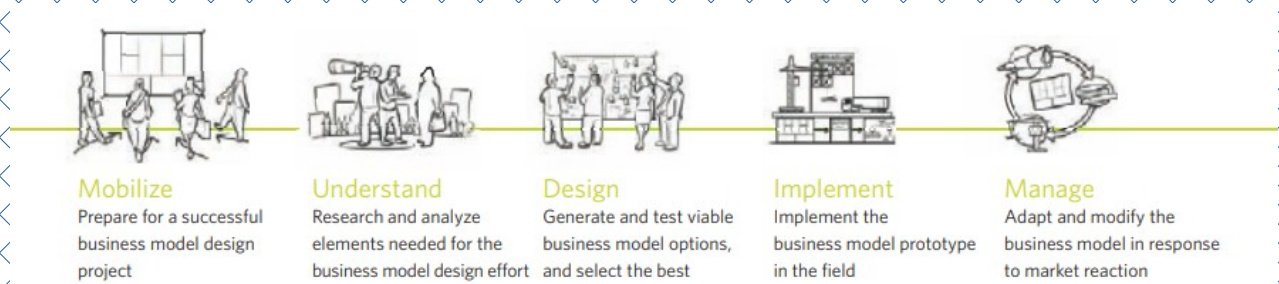 Mobilize
Prepare for a successful
business model design
project
Understand
Research and analyze
elements needed for the
business model design effort
Design
Generate and test viable
business model options,
and select the best
Implement
Implement the
business model prototype
in the field
Manage
Adapt and modify the
business model in response
to market reaction